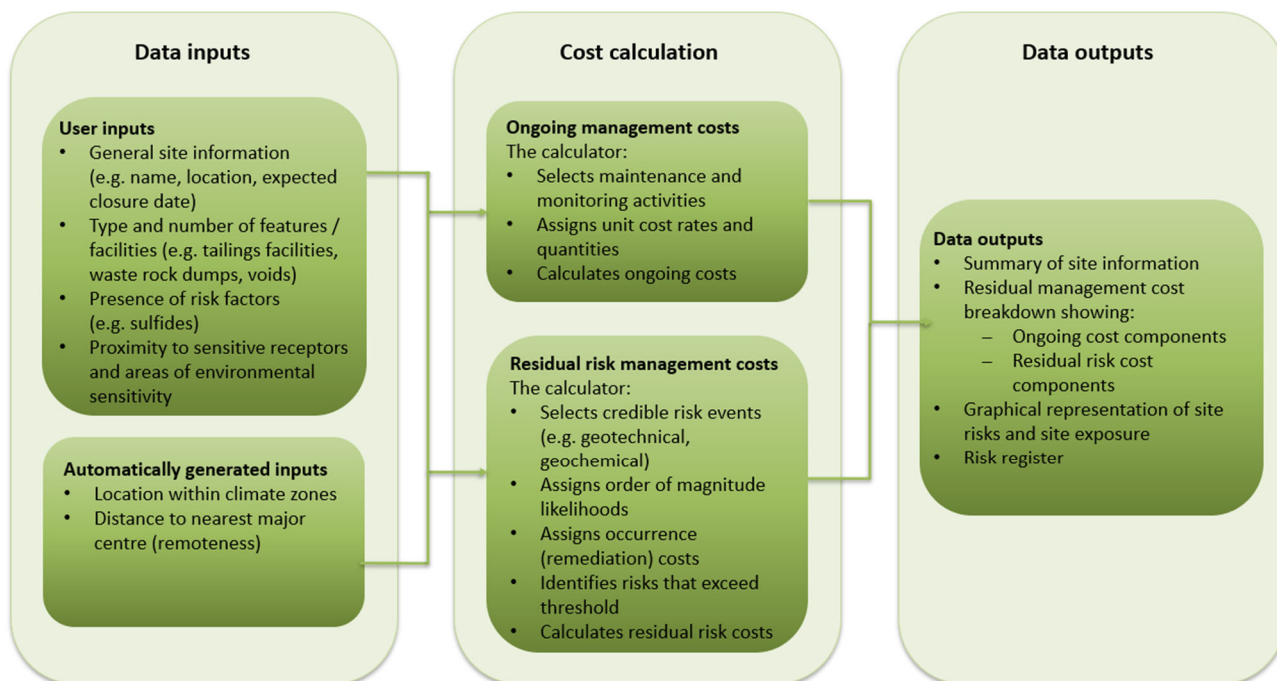 Data inputs
User inputs
• General site information
(e.g. name, location, expected
closure date)
• Type and number of features /
facilities (e.g. tailings facilities,
waste rock dumps, voids)
• Presence of risk factors
(e.g. sulfides)
• Proximity to sensitive receptors
and areas of environmental
sensitivity
Automatically generated inputs
• Location within climate zones
• Distance to nearest major
centre (remoteness)
Cost calculation
Ongoing management costs
The calculator:
• Selects maintenance and
monitoring activities
• Assigns unit cost rates and
quantities
• Calculates ongoing costs
Residual risk management costs
The calculator:
• Selects credible risk events
(e.g. geotechnical,
geochemical)
• Assigns order of magnitude
likelihoods
• Assigns occurrence
(remediation) costs
• Identifies risks that exceed
threshold
• Calculates residual risk costs
Data outputs
Data outputs
• Summary of site information
• Residual management cost
breakdown showing:
– Ongoing cost components
– Residual risk cost
components
• Graphical representation of site
risks and site exposure
• Risk register